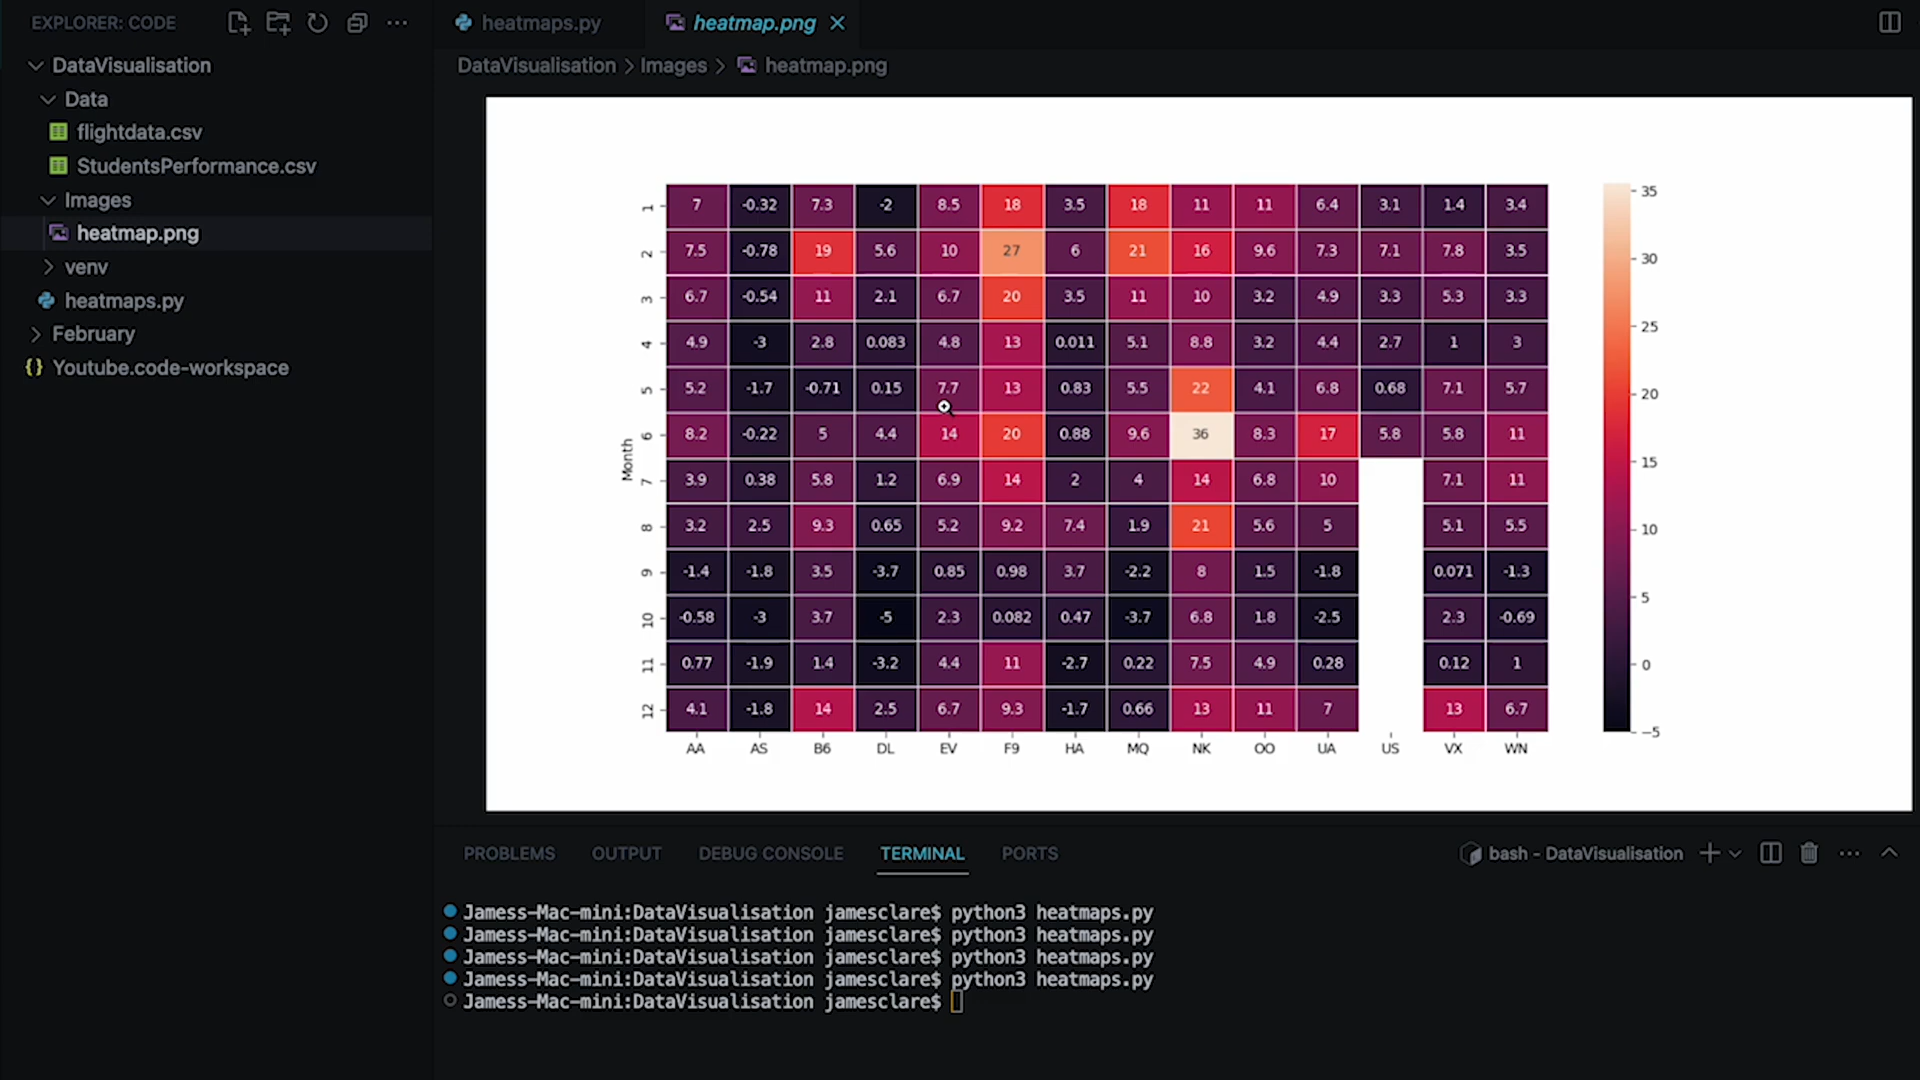 EXPLORER: CODE
DataVisualisation
Data
flightdata.csv
StudentsPerformance.csv
Images
heatmap.png
venv
heatmaps.py
February
{} Youtube.code-workspace
heatmaps.py heatmap.png
DataVisualisation > Images > heatmap.png
1 7 -0.32 7.3 -2 8.5 18 3.5 18 11 11 6.4 3.1 1.4 3.4
2 7.5 -0.78 19 5.6 10 27 6 21 16 9.6 7.3 7.1 7.8 3.5
3 6.7 -0.54 11 2.1 6.7 20 3.5 11 10 3.2 4.9 3.3 5.3 3.3
4 4.9 -3 2.8 0.083 4.8 13 0.011 5.1 8.8 3.2 4.4 2.7 1 3
5 5.2 -1.7 -0.71 0.15 7.7 13 0.83 5.5 22 4.1 6.8 0.68 7.1 5.7
6 8.2 -0.22 5 4.4 14 20 0.88 9.6 36 8.3 17 5.8 5.8 11
7 3.9 0.38 5.8 1.2 6.9 14 2 4 14 6.8 10 7.1 11
8 3.2 2.5 9.3 0.65 5.2 9.2 7.4 1.9 21 5.6 5 5.1 5.5
9 -1.4 -1.8 3.5 -3.7 0.85 0.98 3.7 -2.2 8 1.5 -1.8 0.071 -1.3
10 -0.58 -3 3.7 -5 2.3 0.082 0.47 -3.7 6.8 1.8 -2.5 2.3 -0.69
11 0.77 -1.9 1.4 -3.2 4.4 11 -2.7 0.22 7.5 4.9 0.28 0.12 1
12 4.1 -1.8 14 2.5 6.7 9.3 -1.7 0.66 13 11 7 13 6.7
AA AS B6 DL EV F9 HA MQ NK OO UA US VX WN
Month
35
30
25
20
15
10
5
0
−5
PROBLEMS OUTPUT DEBUG CONSOLE TERMINAL PORTS bash - DataVisualisation
Jamess-Mac-mini:DataVisualisation jamesclare$ python3 heatmaps.py
Jamess-Mac-mini:DataVisualisation jamesclare$ python3 heatmaps.py
Jamess-Mac-mini:DataVisualisation jamesclare$ python3 heatmaps.py
Jamess-Mac-mini:DataVisualisation jamesclare$ python3 heatmaps.py
Jamess-Mac-mini:DataVisualisation jamesclare$